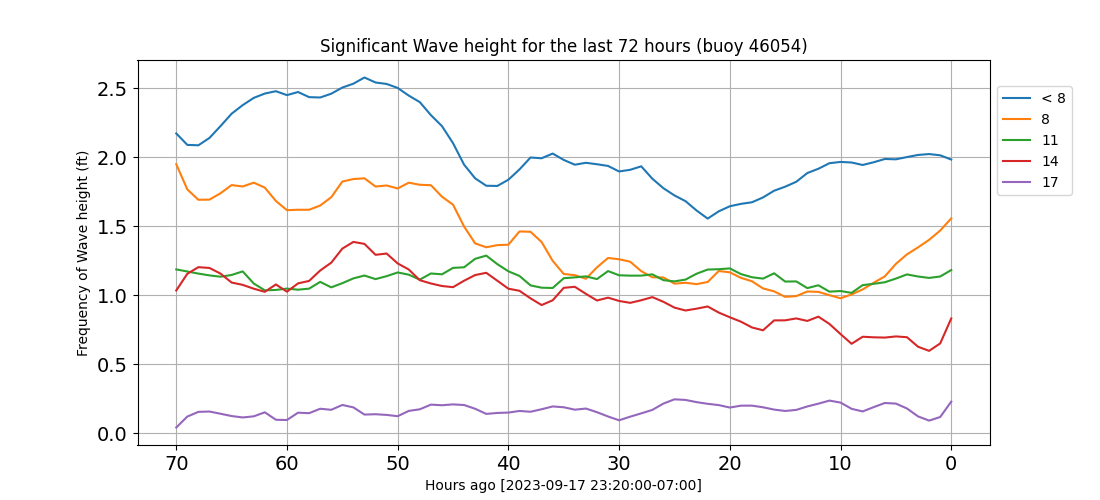 Significant Wave height for the last 72 hours (buoy 46054)
Frequency of Wave height (ft)
2.5
2.0
1.5
1.0
0.5
0.0
70 60 50 40 30 20 10 0
Hours ago [2023-09-17 23:20:00-07:00]
< 8
8
11
14
17